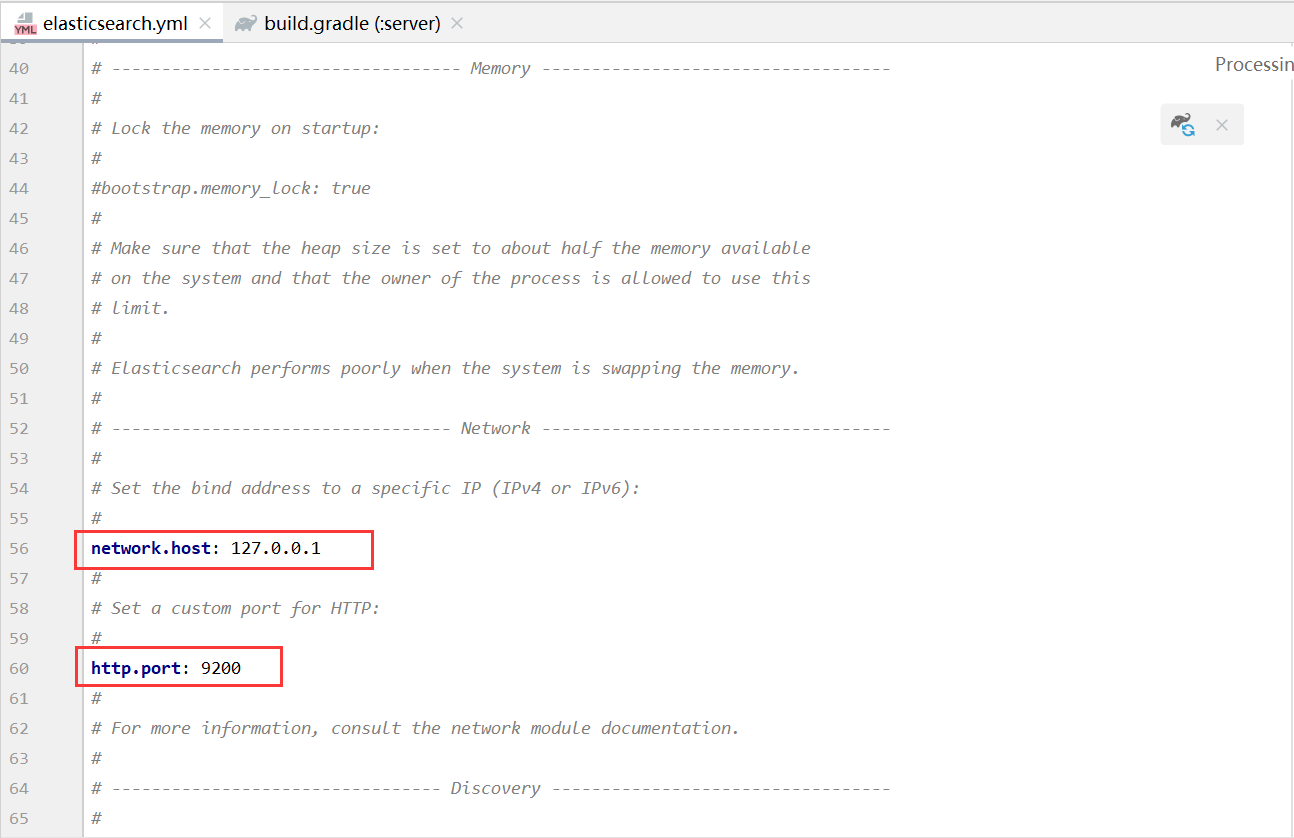 elasticsearch.yml build.gradle (:server)
40 # ----------------------------------- Memory -----------------------------------
Processin
41 #
42 # Lock the memory on startup:
43 #
44 #bootstrap.memory_lock: true
45 #
46 # Make sure that the heap size is set to about half the memory available
47 # on the system and that the owner of the process is allowed to use this
48 # limit.
49 #
50 # Elasticsearch performs poorly when the system is swapping the memory.
51 #
52 # ---------------------------------- Network -----------------------------------
53 #
54 # Set the bind address to a specific IP (IPv4 or IPv6):
55 #
56 network.host: 127.0.0.1
57 #
58 # Set a custom port for HTTP:
59 #
60 http.port: 9200
61 #
62 # For more information, consult the network module documentation.
63 #
64 # --------------------------------- Discovery ----------------------------------
65 #